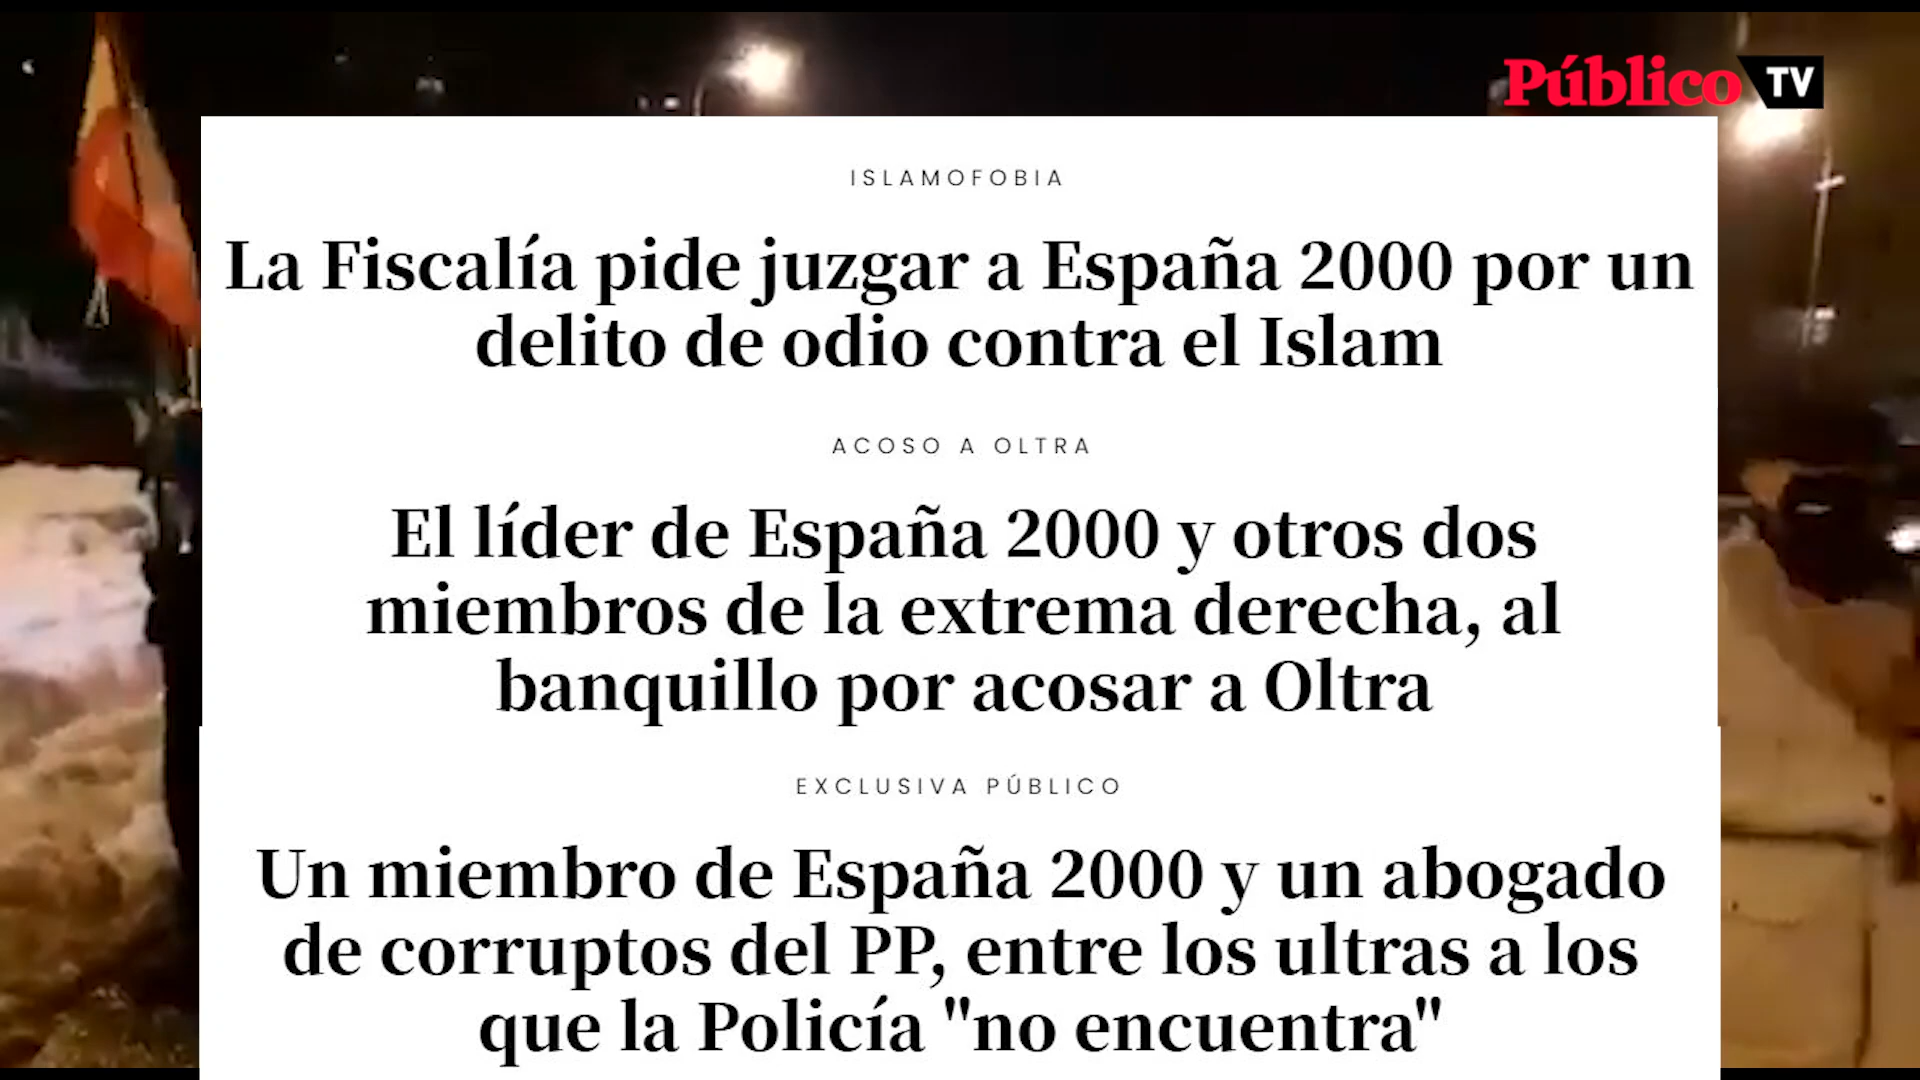 Público TV
ISLAMOFOBIA
La Fiscalía pide juzgar a España 2000 por un
delito de odio contra el Islam
ACOSO A OLTRA
El líder de España 2000 y otros dos
miembros de la extrema derecha, al
banquillo por acosar a Oltra
EXCLUSIVA PÚBLICO
Un miembro de España 2000 y un abogado
de corruptos del PP, entre los ultras a los
que la Policía "no encuentra"